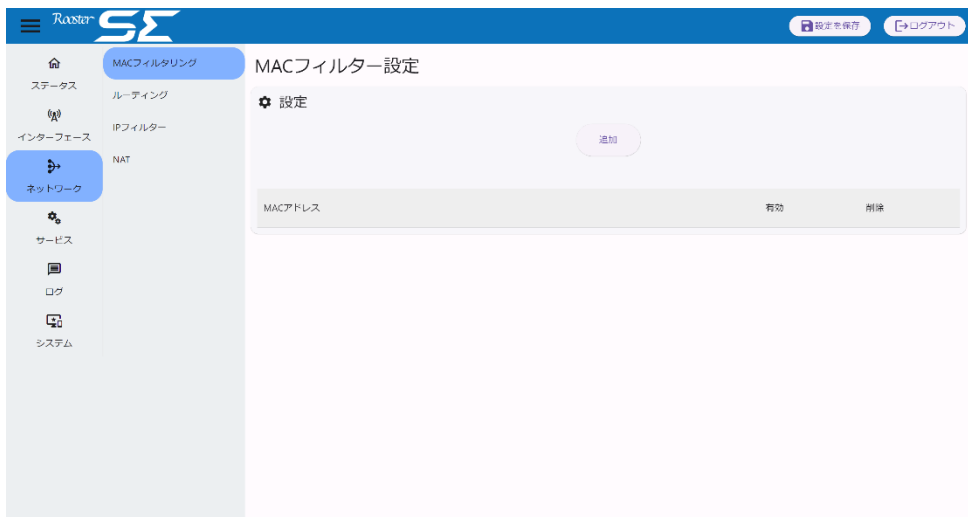 Rooster SΣ
設定を保存
ログアウト
ステータス
インターフェース
ネットワーク
サービス
ログ
システム
MACフィルタリング
ルーティング
IPフィルター
NAT
MACフィルター設定
設定
追加
MACアドレス 有効 削除